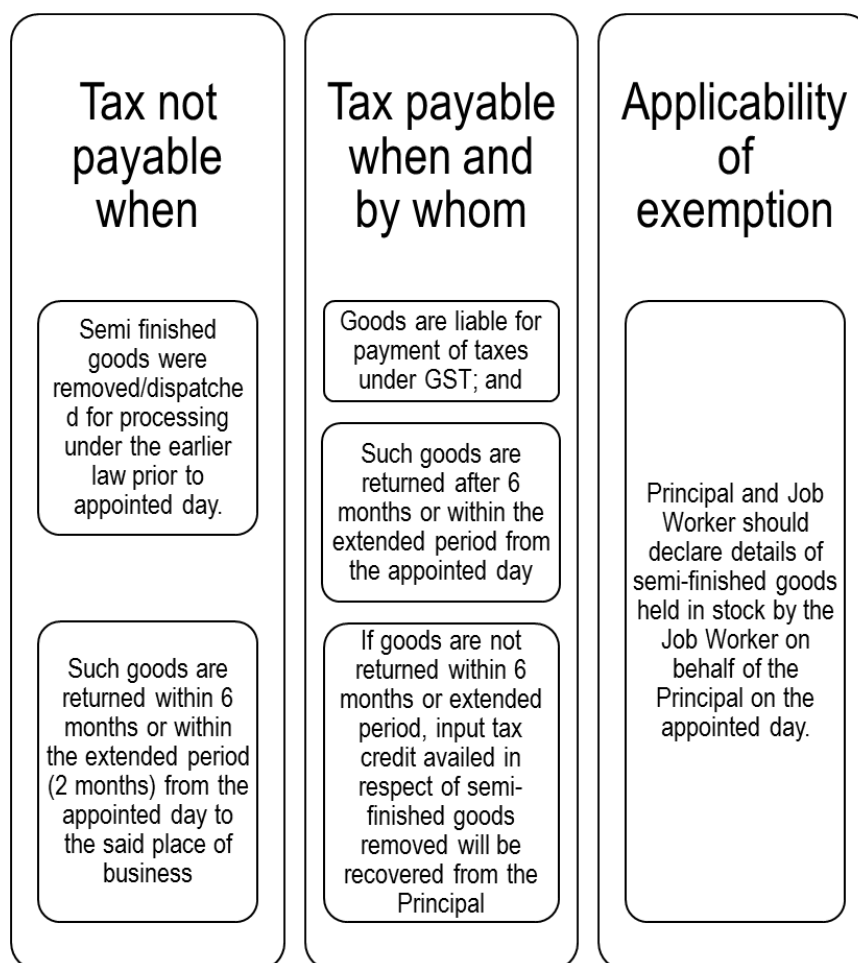 Tax not
payable
when
Semi finished
goods were
removed/dispatche
d for processing
under the earlier
law prior to
appointed day.
Such goods are
returned within 6
months or within
the extended period
(2 months) from the
appointed day to
the said place of
business
Tax payable
when and
by whom
Goods are liable for
payment of taxes
under GST; and
Such goods are
returned after 6
months or within the
extended period from
the appointed day
If goods are not
returned within 6
months or extended
period, input tax
credit availed in
respect of semi-
finished goods
removed will be
recovered from the
Principal
Applicability
of
exemption
Principal and Job
Worker should
declare details of
semi-finished goods
held in stock by the
Job Worker on
behalf of the
Principal on the
appointed day.